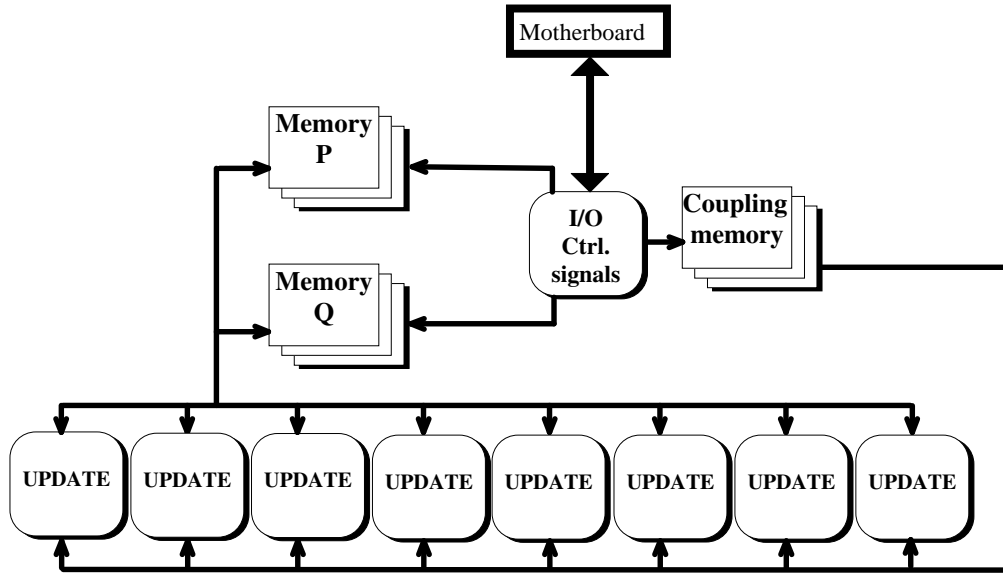 Motherboard
Memory
P
I/O
Ctrl.
signals
Coupling
memory
Memory
Q
UPDATE
UPDATE
UPDATE
UPDATE
UPDATE
UPDATE
UPDATE
UPDATE